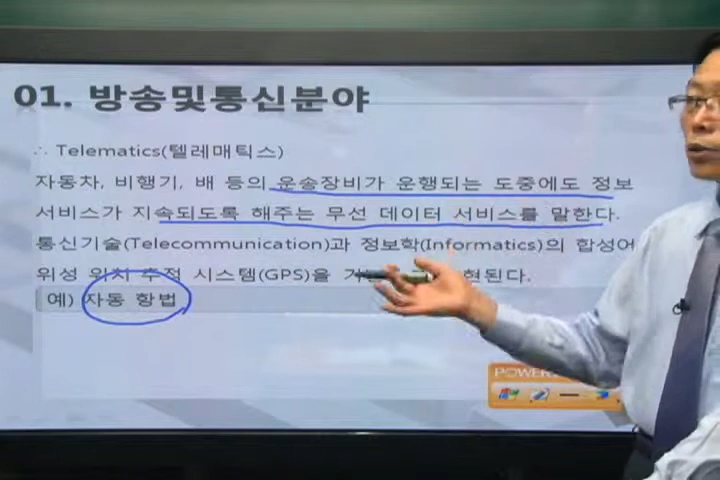 01. 방송및통신분야
∴ Telematics(텔레매틱스)
자동차, 비행기, 배 등의 운송장비가 운행되는 도중에도 정보
서비스가 지속되도록 해주는 무선 데이터 서비스를 말한다.
통신기술(Telecommunication)과 정보학(Informatics)의 합성어
위성 위치 추적 시스템(GPS)을 현된다.
예) 자동 항법